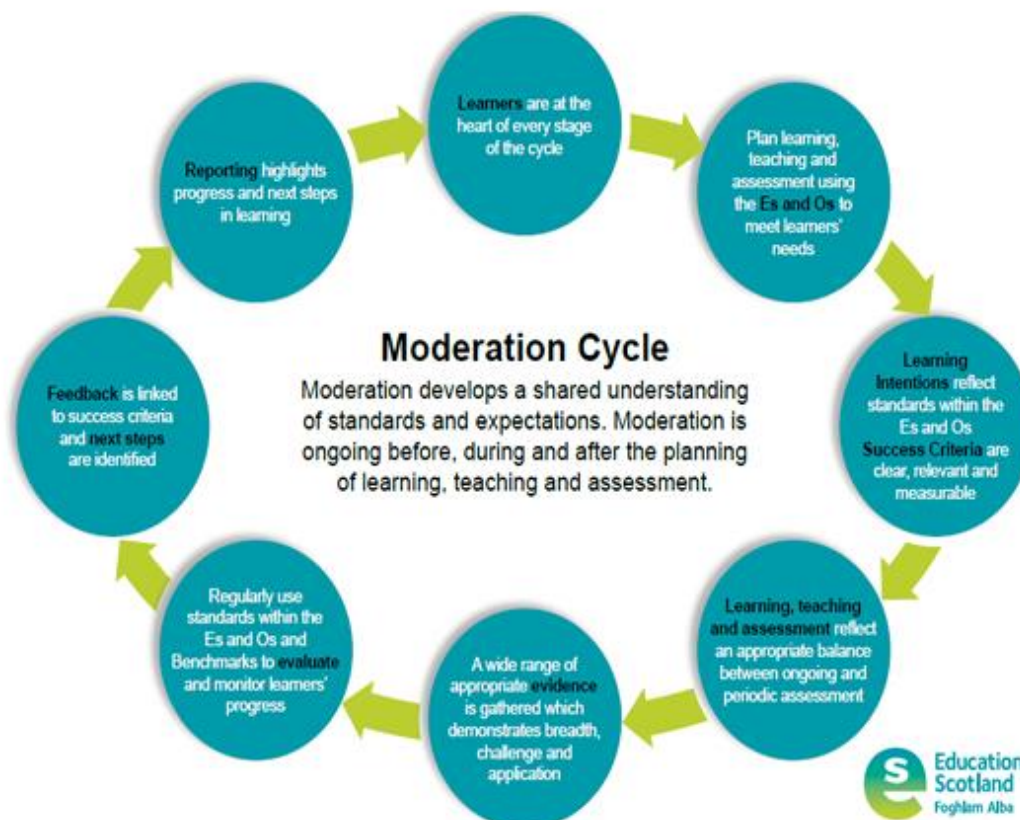 Learners are at the
heart of every stage
of the cycle
Plan learning,
teaching and
assessment using
the Es and Os to
meet learners'
needs
Learning
Intentions reflect
standards within the
Es and Os
Success Criteria are
clear, relevant and
measurable
Learning, teaching
and assessment reflect
an appropriate balance
between ongoing and
periodic assessment
A wide range of
appropriate evidence
is gathered which
demonstrates breadth,
challenge and
application
Regularly use
standards within the
Es and Os and
Benchmarks to evaluate
and monitor learners'
progress
Feedback is linked
to success criteria
and next steps
are identified
Reporting highlights
progress and next steps
in learning
Moderation Cycle
Moderation develops a shared understanding
of standards and expectations. Moderation is
ongoing before, during and after the planning
of learning, teaching and assessment.
Education
Scotland
Foghlam Alba